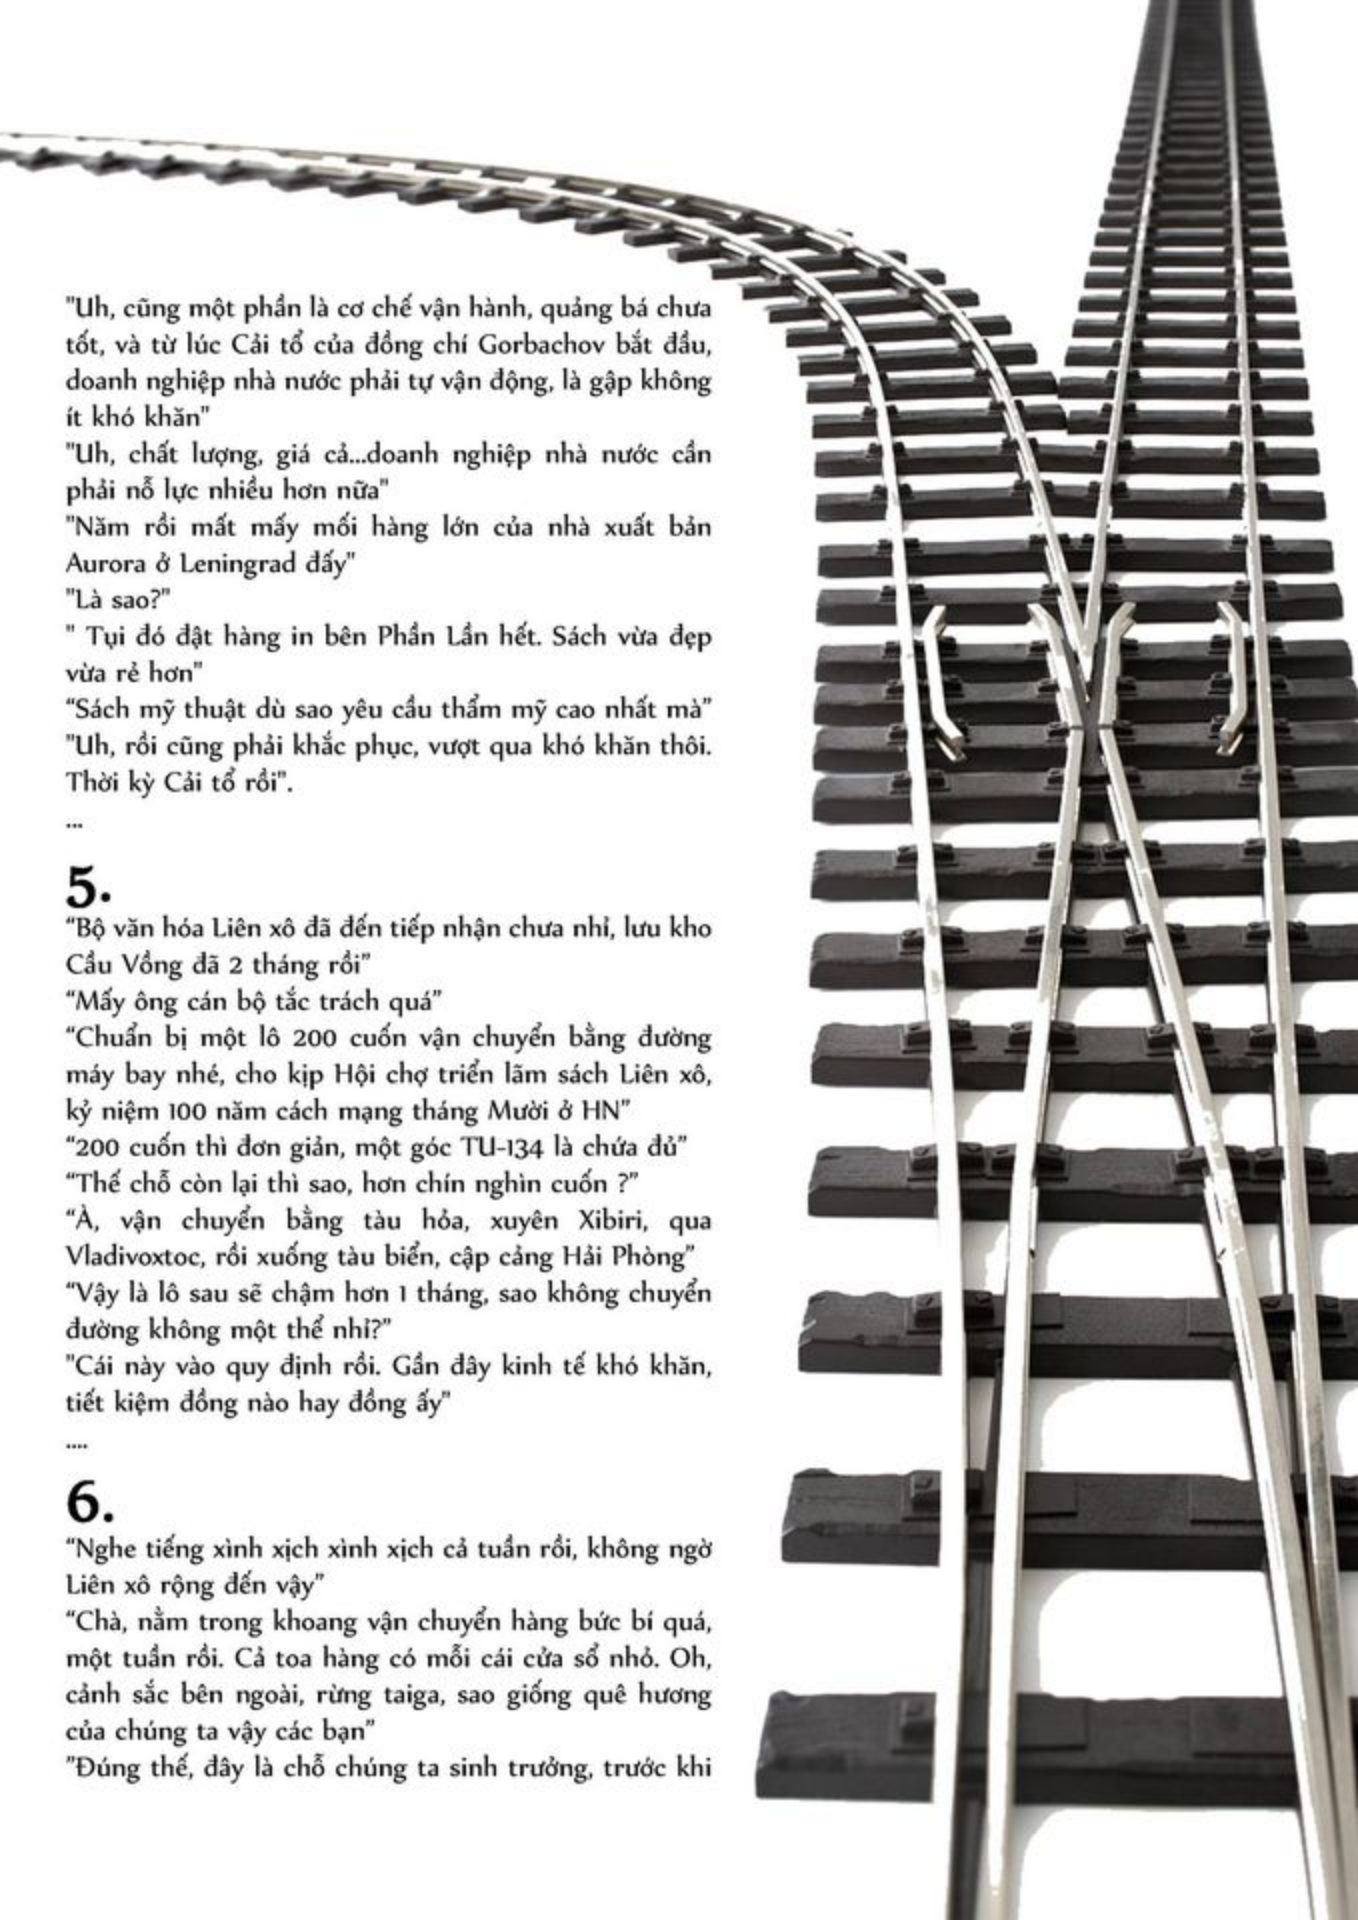 "Uh, cũng một phần là cơ chế vận hành, quảng bá chưa
tốt, và từ lúc Cải tổ của đồng chí Gorbachov bắt đầu,
doanh nghiệp nhà nước phải tự vận động, là gập không
ít khó khăn"
"Uh, chất lượng, giá cả...doanh nghiệp nhà nước cần
phải nỗ lực nhiều hơn nữa"
"Năm rồi mất mấy mối hàng lớn của nhà xuất bản
Aurora ở Leningrad đấy"
"Là sao?"
" Tụi đó đật hàng in bên Phần Lần hết. Sách vừa đẹp
vừa rẻ hơn"
“Sách mỹ thuật dù sao yêu cầu thẩm mỹ cao nhất mà”
"Uh, rồi cũng phải khắc phục, vượt qua khó khăn thôi.
Thời kỳ Cải tổ rồi".
...
5.
“Bộ văn hóa Liên xô đã đến tiếp nhận chưa nhỉ, lưu kho
Cầu Vồng đã 2 tháng rồi”
“Mấy ông cán bộ tắc trách quá”
“Chuẩn bị một lô 200 cuốn vận chuyển bằng đường
máy bay nhé, cho kịp Hội chợ triển lãm sách Liên xô,
kỷ niệm 100 năm cách mạng tháng Mười ở HN”
“200 cuốn thì đơn giản, một góc TU-134 là chứa đủ”
“Thế chỗ còn lại thì sao, hơn chín nghìn cuốn ?”
“À, vận chuyển bằng tàu hỏa, xuyên Xibiri, qua
Vladivoxtoc, rồi xuống tàu biển, cập cảng Hải Phòng”
“Vậy là lô sau sẽ chậm hơn 1 tháng, sao không chuyển
đường không một thể nhỉ?”
"Cái này vào quy định rồi. Gần đây kinh tế khó khăn,
tiết kiệm đồng nào hay đồng ấy”
....
6.
“Nghe tiếng xình xịch xình xịch cả tuần rồi, không ngờ
Liên xô rộng đến vậy”
“Chà, nằm trong khoang vận chuyển hàng bức bí quá,
một tuần rồi. Cả toa hàng có mỗi cái cửa sổ nhỏ. Oh,
cảnh sắc bên ngoài, rừng taiga, sao giống quê hương
của chúng ta vậy các bạn”
”Đúng thế, đây là chỗ chúng ta sinh trưởng, trước khi